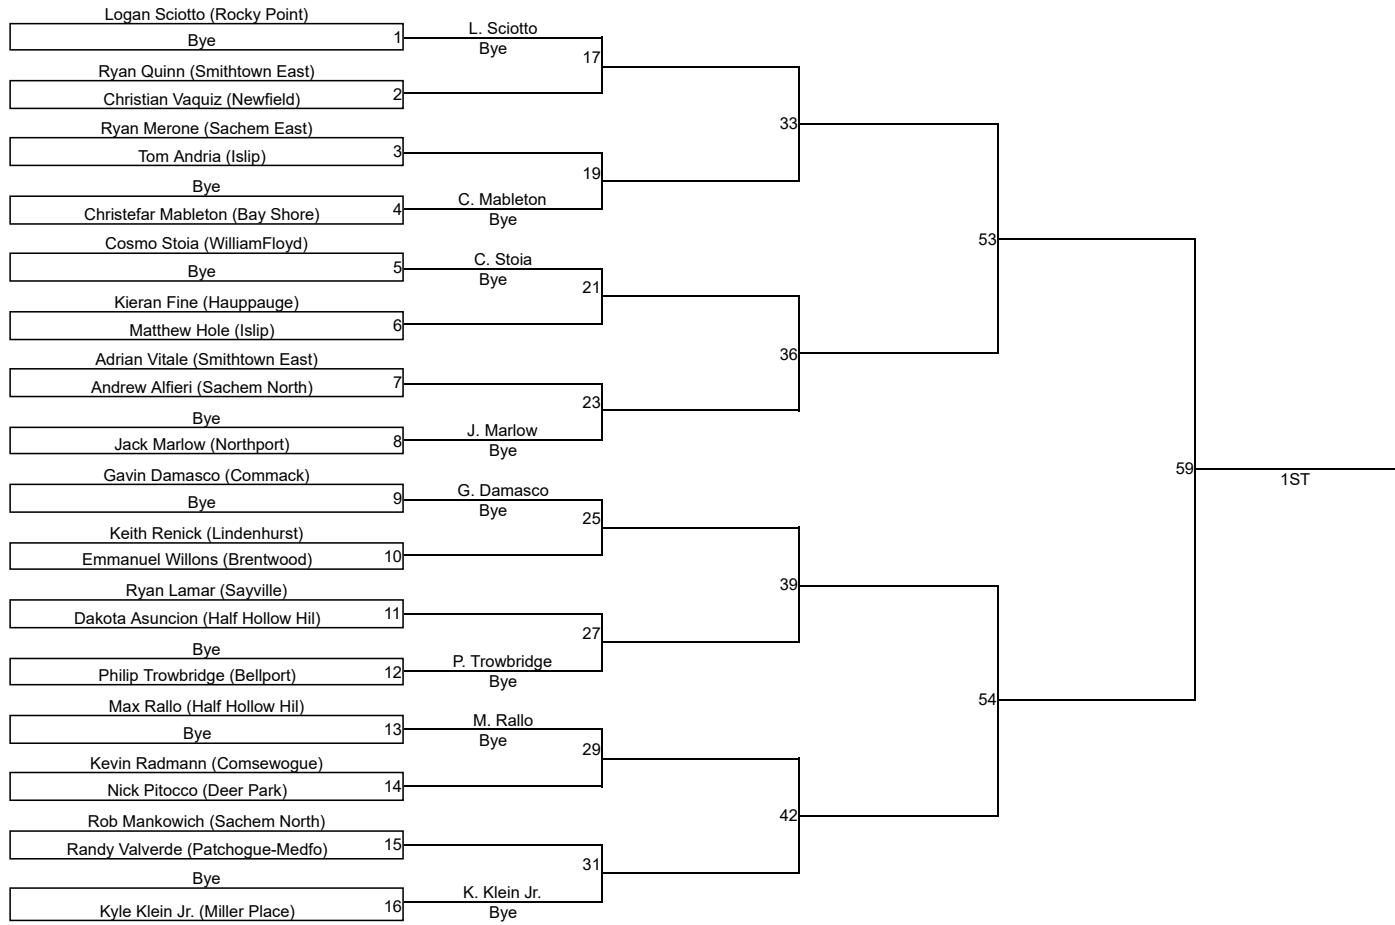 Logan Sciotto (Rocky Point)
Bye
1
L. Sciotto
Bye
17
Ryan Quinn (Smithtown East)
Christian Vaquiz (Newfield)
2
33
Ryan Merone (Sachem East)
Tom Andria (Islip)
3
19
Bye
Christefar Mableton (Bay Shore)
4
C. Mableton
Bye
53
Cosmo Stoia (WilliamFloyd)
Bye
5
C. Stoia
Bye
21
Kieran Fine (Hauppauge)
Matthew Hole (Islip)
6
36
Adrian Vitale (Smithtown East)
Andrew Alfieri (Sachem North)
7
23
Bye
Jack Marlow (Northport)
8
J. Marlow
Bye
59
1ST
Gavin Damasco (Commack)
Bye
9
G. Damasco
Bye
25
Keith Renick (Lindenhurst)
Emmanuel Willons (Brentwood)
10
39
Ryan Lamar (Sayville)
Dakota Asuncion (Half Hollow Hil)
11
27
Bye
Philip Trowbridge (Bellport)
12
P. Trowbridge
Bye
54
Max Rallo (Half Hollow Hil)
Bye
13
M. Rallo
Bye
29
Kevin Radmann (Comsewogue)
Nick Pitocco (Deer Park)
14
42
Rob Mankowich (Sachem North)
Randy Valverde (Patchogue-Medfo)
15
31
Bye
Kyle Klein Jr. (Miller Place)
16
K. Klein Jr.
Bye